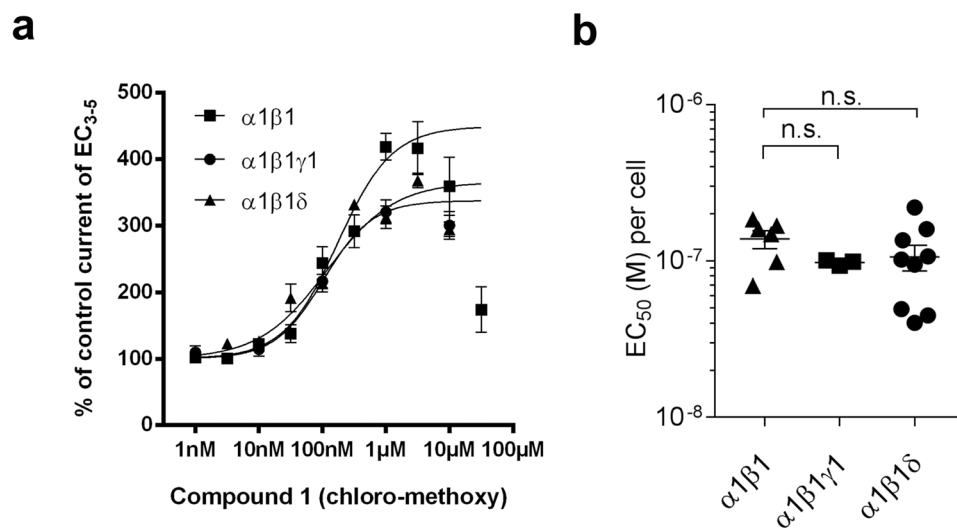 a
% of control current of EC3-5
500
400
300
200
100
0
α1β1
α1β1γ1
α1β1δ
1nM 10nM 100nM 1µM 10µM 100µM
Compound 1 (chloro-methoxy)
b
EC50 (M) per cell
10-6
10-7
10-8
n.s.
n.s.
α1β1 α1β1γ1 α1β1δ